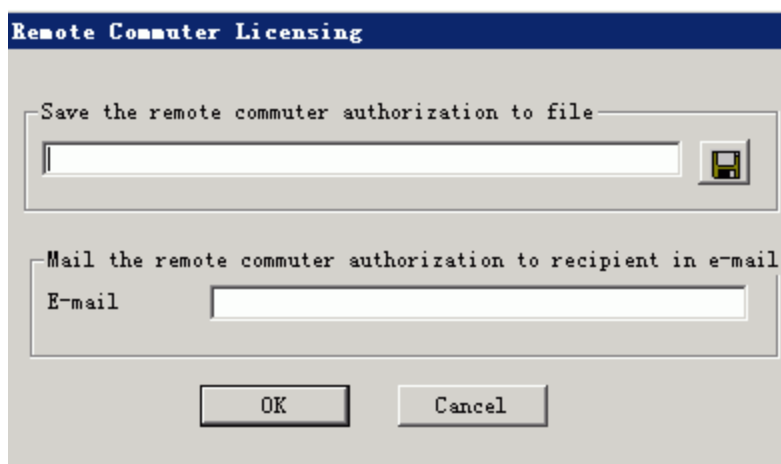 Remote Commuter Licensing
Save the remote commuter authorization to file
Mail the remote commuter authorization to recipient in e-mail
E-mail
OK
Cancel